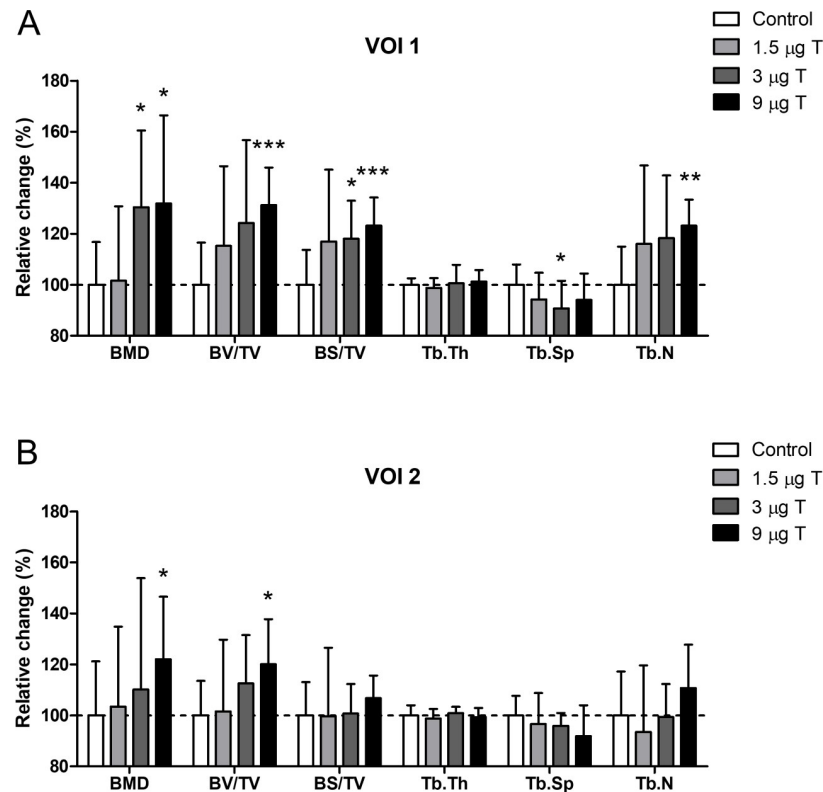 A
VOI 1
Control
1.5 μg T
3 μg T
9 μg T
Relative change (%)
180
160
140
120
100
80
* * *** * *** * **
BMD BV/TV BS/TV Tb.Th Tb.Sp Tb.N
B
VOI 2
Control
1.5 μg T
3 μg T
9 μg T
Relative change (%)
180
160
140
120
100
80
* *
BMD BV/TV BS/TV Tb.Th Tb.Sp Tb.N